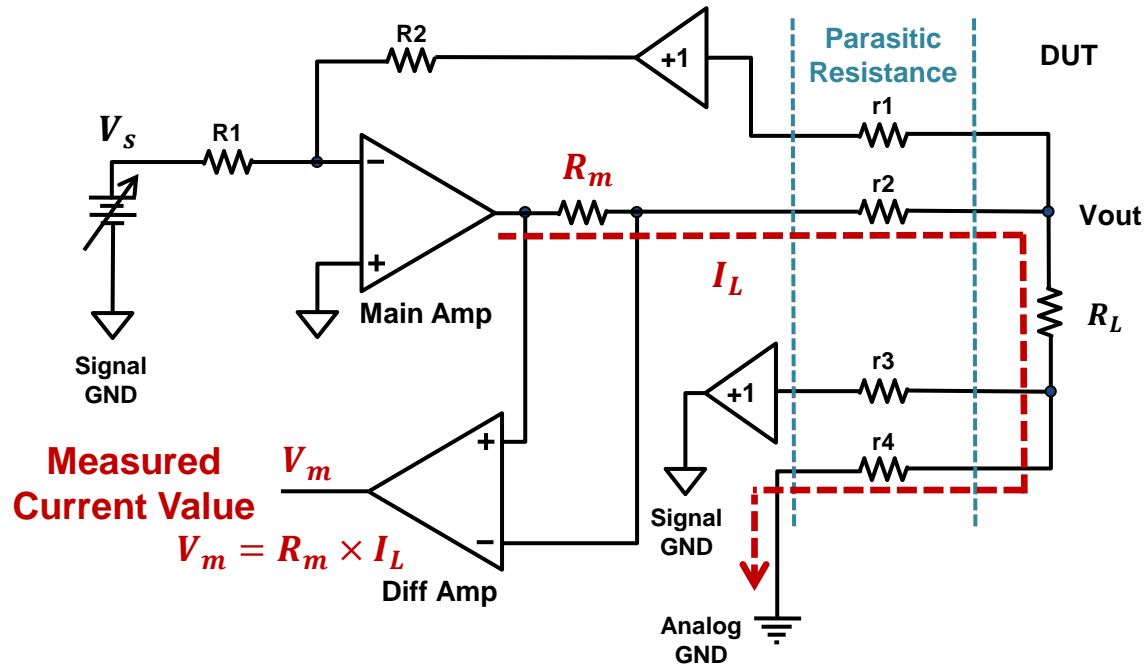 R2
+1
Parasitic
Resistance
DUT
r1
V_s
R1
−
R_m
r2
Vout
+
Main Amp
I_L
R_L
Signal
GND
r3
+1
Measured
Current Value
V_m
+
r4
Signal
GND
V_m = R_m × I_L
−
Diff Amp
Analog
GND